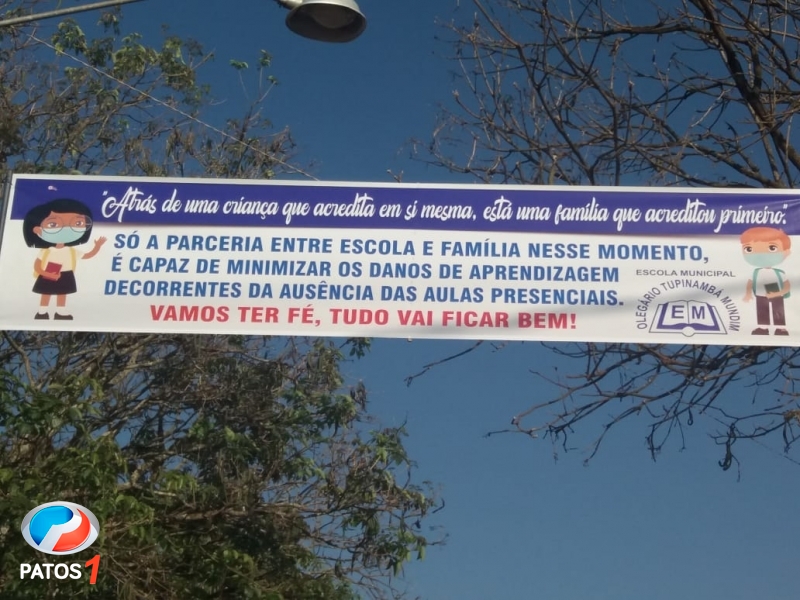 "Atrás de uma criança que acredita em si mesma, está uma família que acreditou primeiro."
SÓ A PARCERIA ENTRE ESCOLA E FAMÍLIA NESSE MOMENTO,
É CAPAZ DE MINIMIZAR OS DANOS DE APRENDIZAGEM
DECORRENTES DA AUSÊNCIA DAS AULAS PRESENCIAIS.
VAMOS TER FÉ, TUDO VAI FICAR BEM!
ESCOLA MUNICIPAL
OLEGÁRIO TUPINAMBÁ MUNDIM
EM
PATOS 1